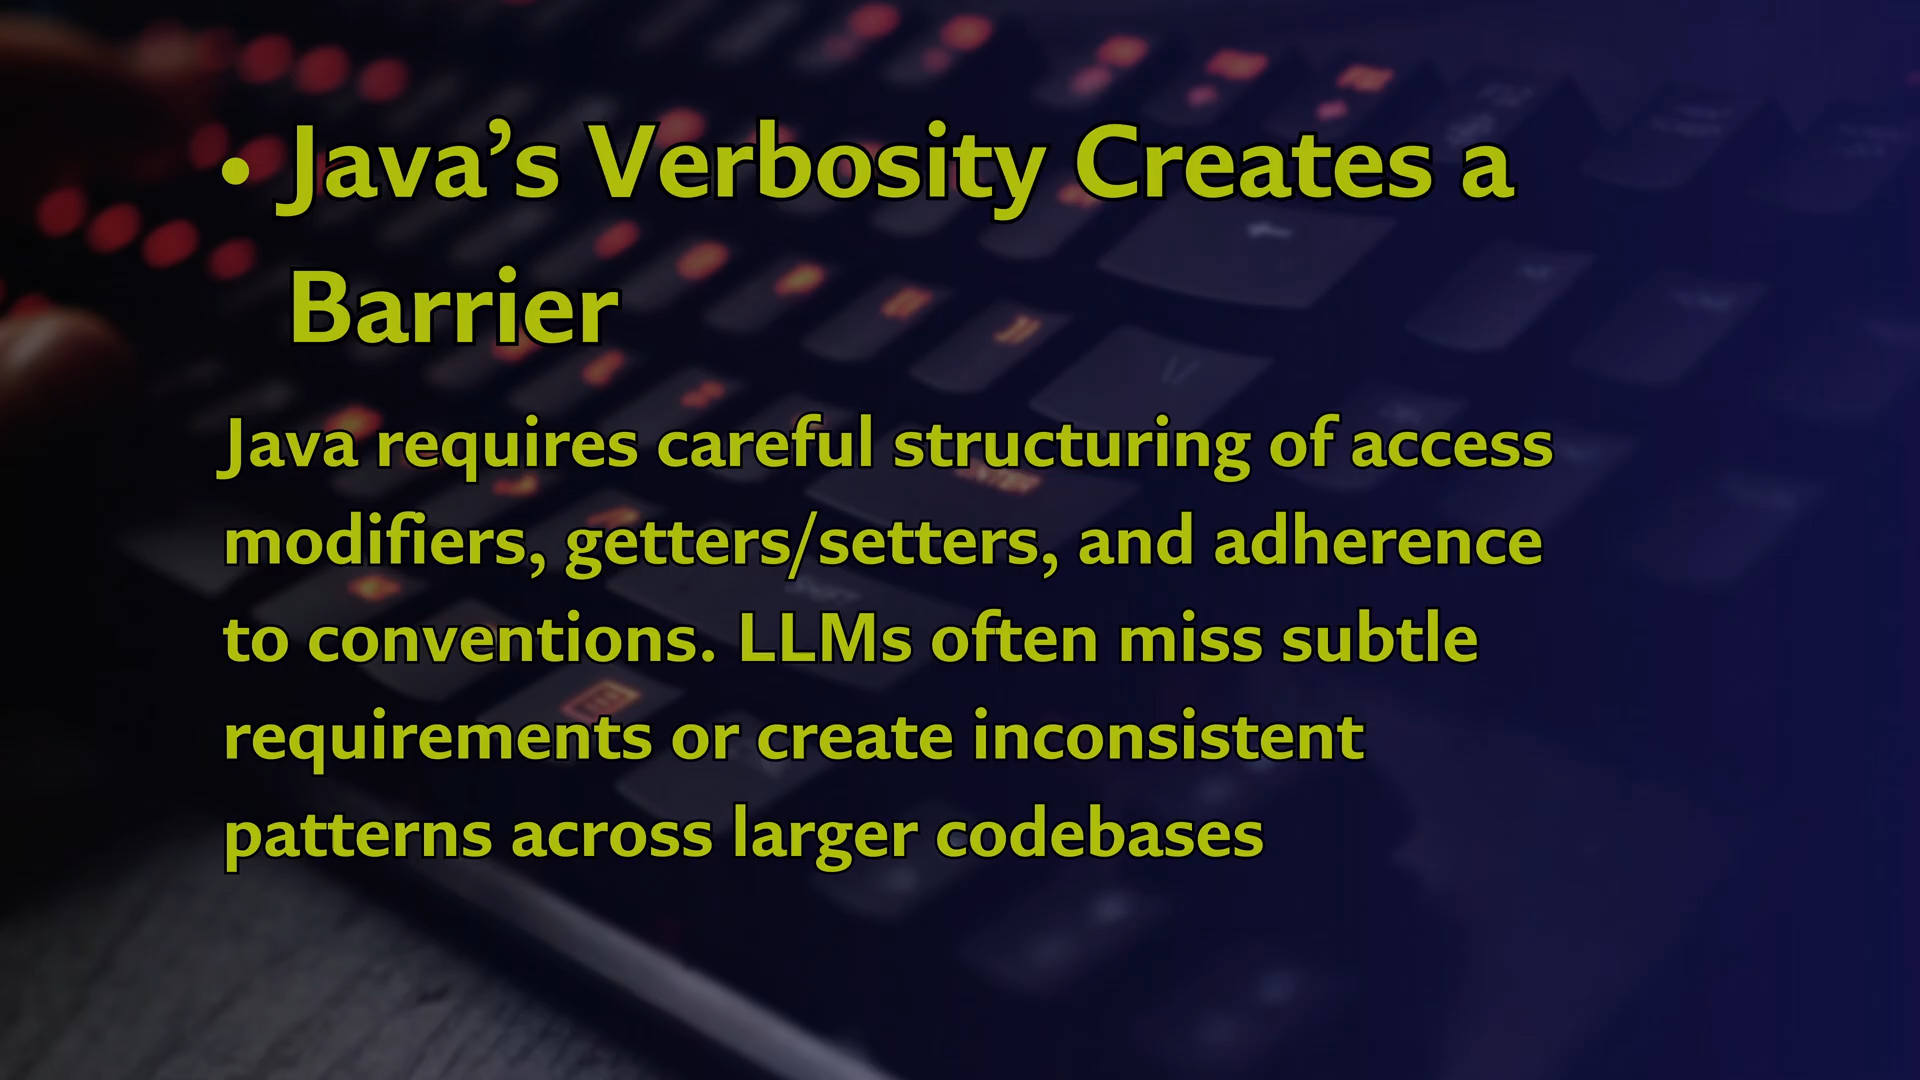 • Java’s Verbosity Creates a
Barrier
Java requires careful structuring of access
modifiers, getters/setters, and adherence
to conventions. LLMs often miss subtle
requirements or create inconsistent
patterns across larger codebases